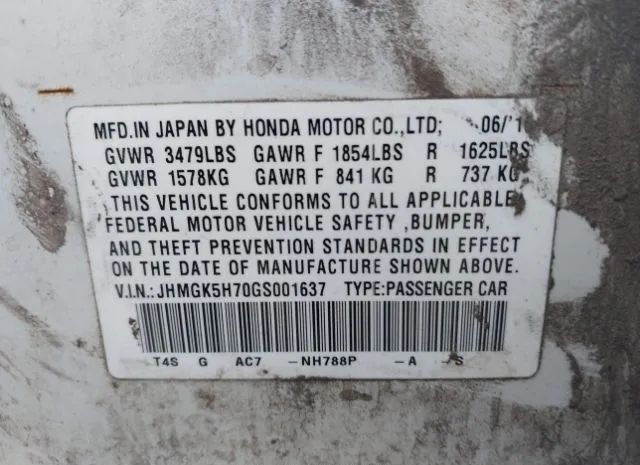 MFD.IN JAPAN BY HONDA MOTOR CO.,LTD; 06/'1
GVWR 3479LBS GAWR F 1854LBS R 1625LBS
GVWR 1578KG GAWR F 841 KG R 737 KG
THIS VEHICLE CONFORMS TO ALL APPLICABLE
FEDERAL MOTOR VEHICLE SAFETY ,BUMPER,
AND THEFT PREVENTION STANDARDS IN EFFECT
ON THE DATE OF MANUFACTURE SHOWN ABOVE.
V.I.N.:JHMGK5H70GS001637 TYPE:PASSENGER CAR
T4S G AC7 -NH788P -A /S